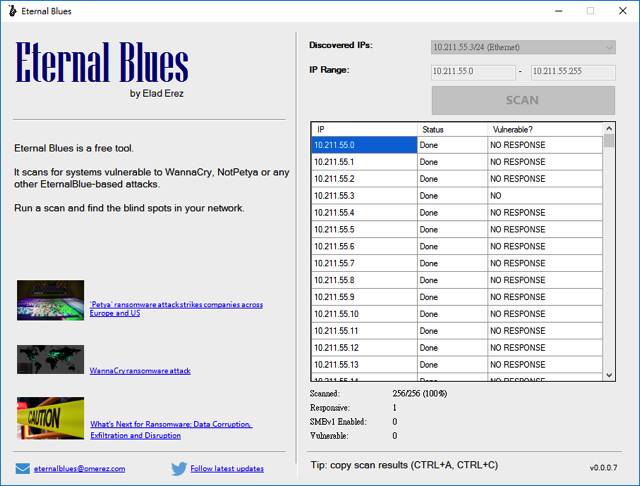 Eternal Blues
Eternal Blues
by Elad Erez
Eternal Blues is a free tool.
It scans for systems vulnerable to WannaCry, NotPetya or any
other EternalBlue-based attacks.
Run a scan and find the blind spots in your network.
'Petya' ransomware attack strikes companies across
Europe and US
WannaCry ransomware attack
CAUTION
What's Next for Ransomware: Data Corruption,
Exfiltration and Disruption
eternalblues@omerez.com
Follow latest updates
Discovered IPs: 10.211.55.3/24 (Ethernet)
IP Range: 10.211.55.0 - 10.211.55.255
SCAN
IP Status Vulnerable?
10.211.55.0 Done NO RESPONSE
10.211.55.1 Done NO RESPONSE
10.211.55.2 Done NO RESPONSE
10.211.55.3 Done NO
10.211.55.4 Done NO RESPONSE
10.211.55.5 Done NO RESPONSE
10.211.55.6 Done NO RESPONSE
10.211.55.7 Done NO RESPONSE
10.211.55.8 Done NO RESPONSE
10.211.55.9 Done NO RESPONSE
10.211.55.10 Done NO RESPONSE
10.211.55.11 Done NO RESPONSE
10.211.55.12 Done NO RESPONSE
10.211.55.13 Done NO RESPONSE
10.211.55.14 Done NO RESPONSE
Scanned: 256/256 (100%)
Responsive: 1
SMBv1 Enabled: 0
Vulnerable: 0
Tip: copy scan results (CTRL+A, CTRL+C)
v0.0.0.7